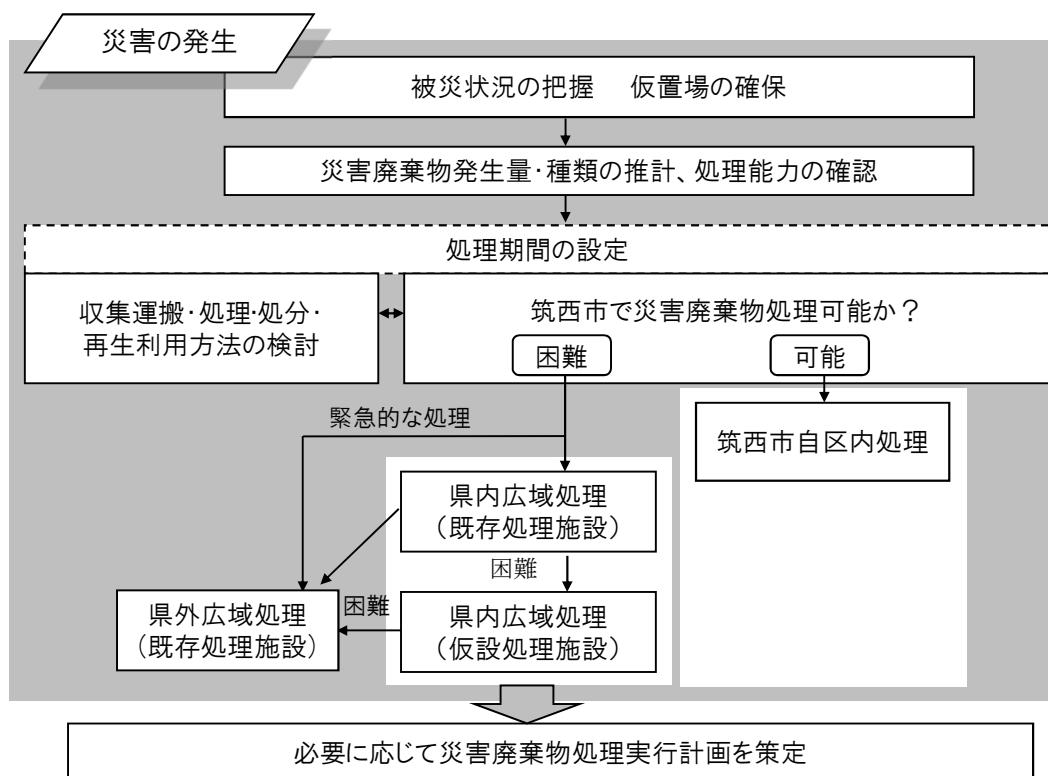 災害の発生
被災状況の把握　　仮置場の確保
災害廃棄物発生量・種類の推計、処理能力の確認
処理期間の設定
収集運搬・処理・処分・
再生利用方法の検討
筑西市で災害廃棄物処理可能か？
困難
可能
緊急的な処理
筑西市自区内処理
県内広域処理
（既存処理施設）
困難
県外広域処理
（既存処理施設）
困難
県内広域処理
（仮設処理施設）
必要に応じて災害廃棄物処理実行計画を策定